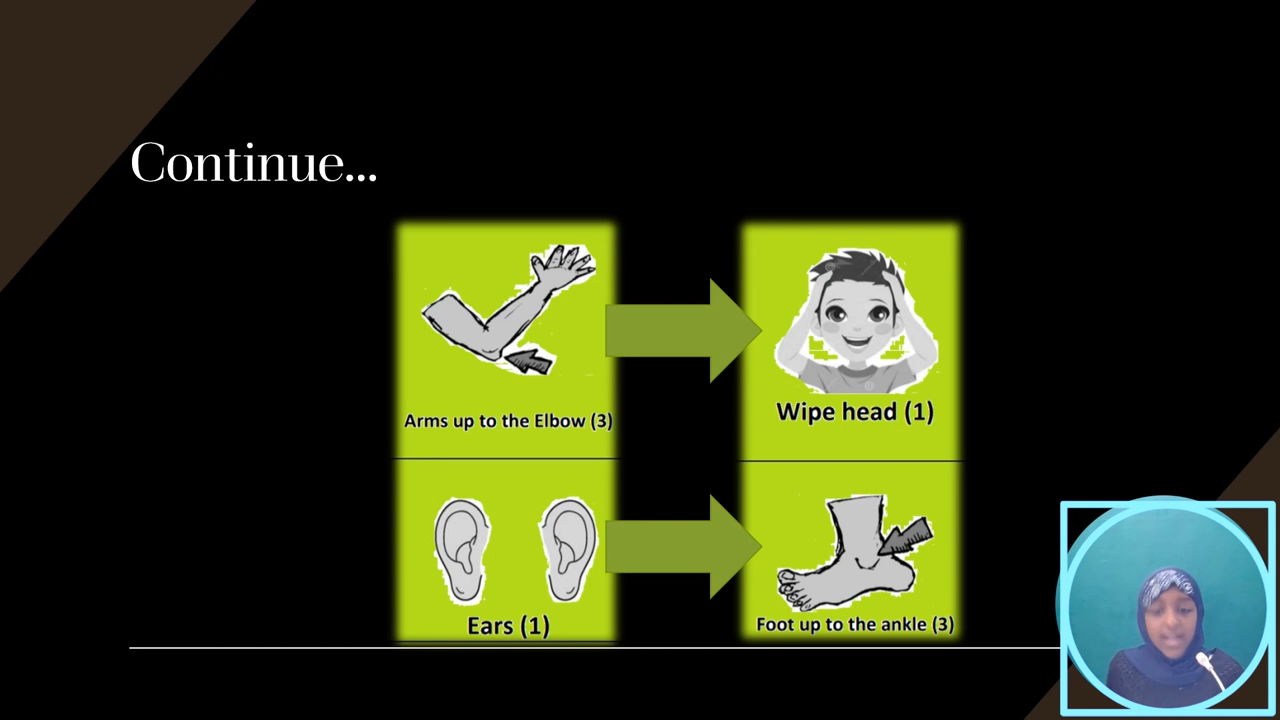 Continue...
Arms up to the Elbow (3)
Wipe head (1)
Ears (1)
Foot up to the ankle (3)